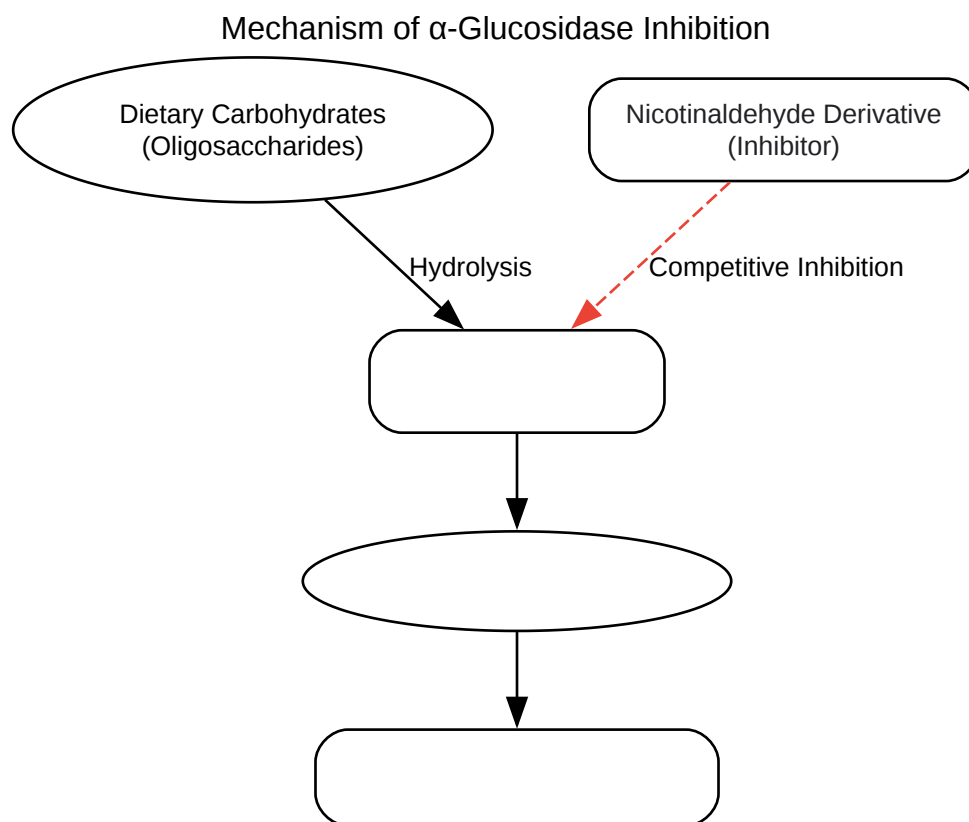 Mechanism of α-Glucosidase Inhibition
Dietary Carbohydrates
(Oligosaccharides)
Nicotinaldehyde Derivative
(Inhibitor)
Hydrolysis
Competitive Inhibition